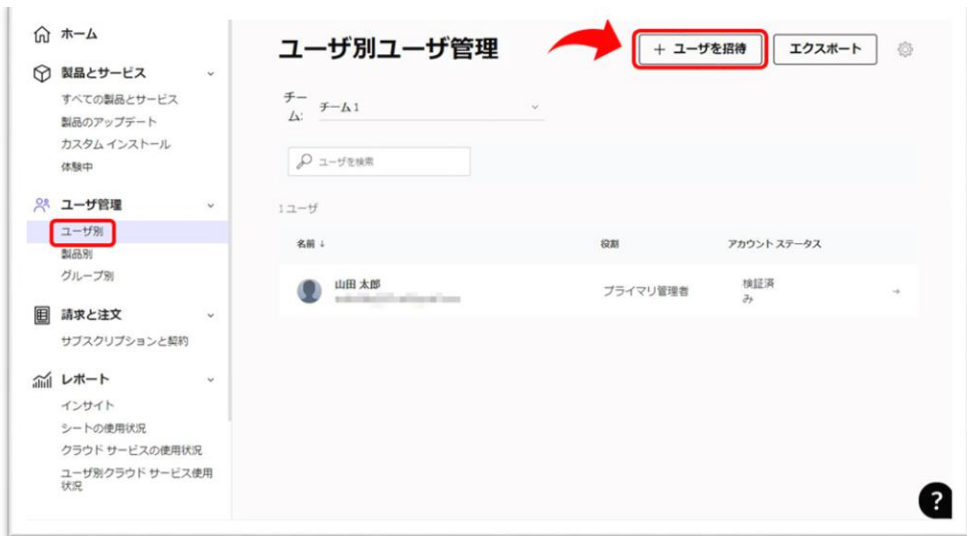 ホーム
製品とサービス
すべての製品とサービス
製品のアップデート
カスタム インストール
体験中
ユーザ管理
ユーザ別
製品別
グループ別
請求と注文
サブスクリプションと契約
レポート
インサイト
シートの使用状況
クラウド サービスの使用状況
ユーザ別クラウド サービス使用
状況
ユーザ別ユーザ管理
+ ユーザを招待
エクスポート
チー
ム:
チーム 1
ユーザを検索
1 ユーザ
名前 ↓
役割
アカウント ステータス
山田 太郎
プライマリ管理者
検証済
み
?